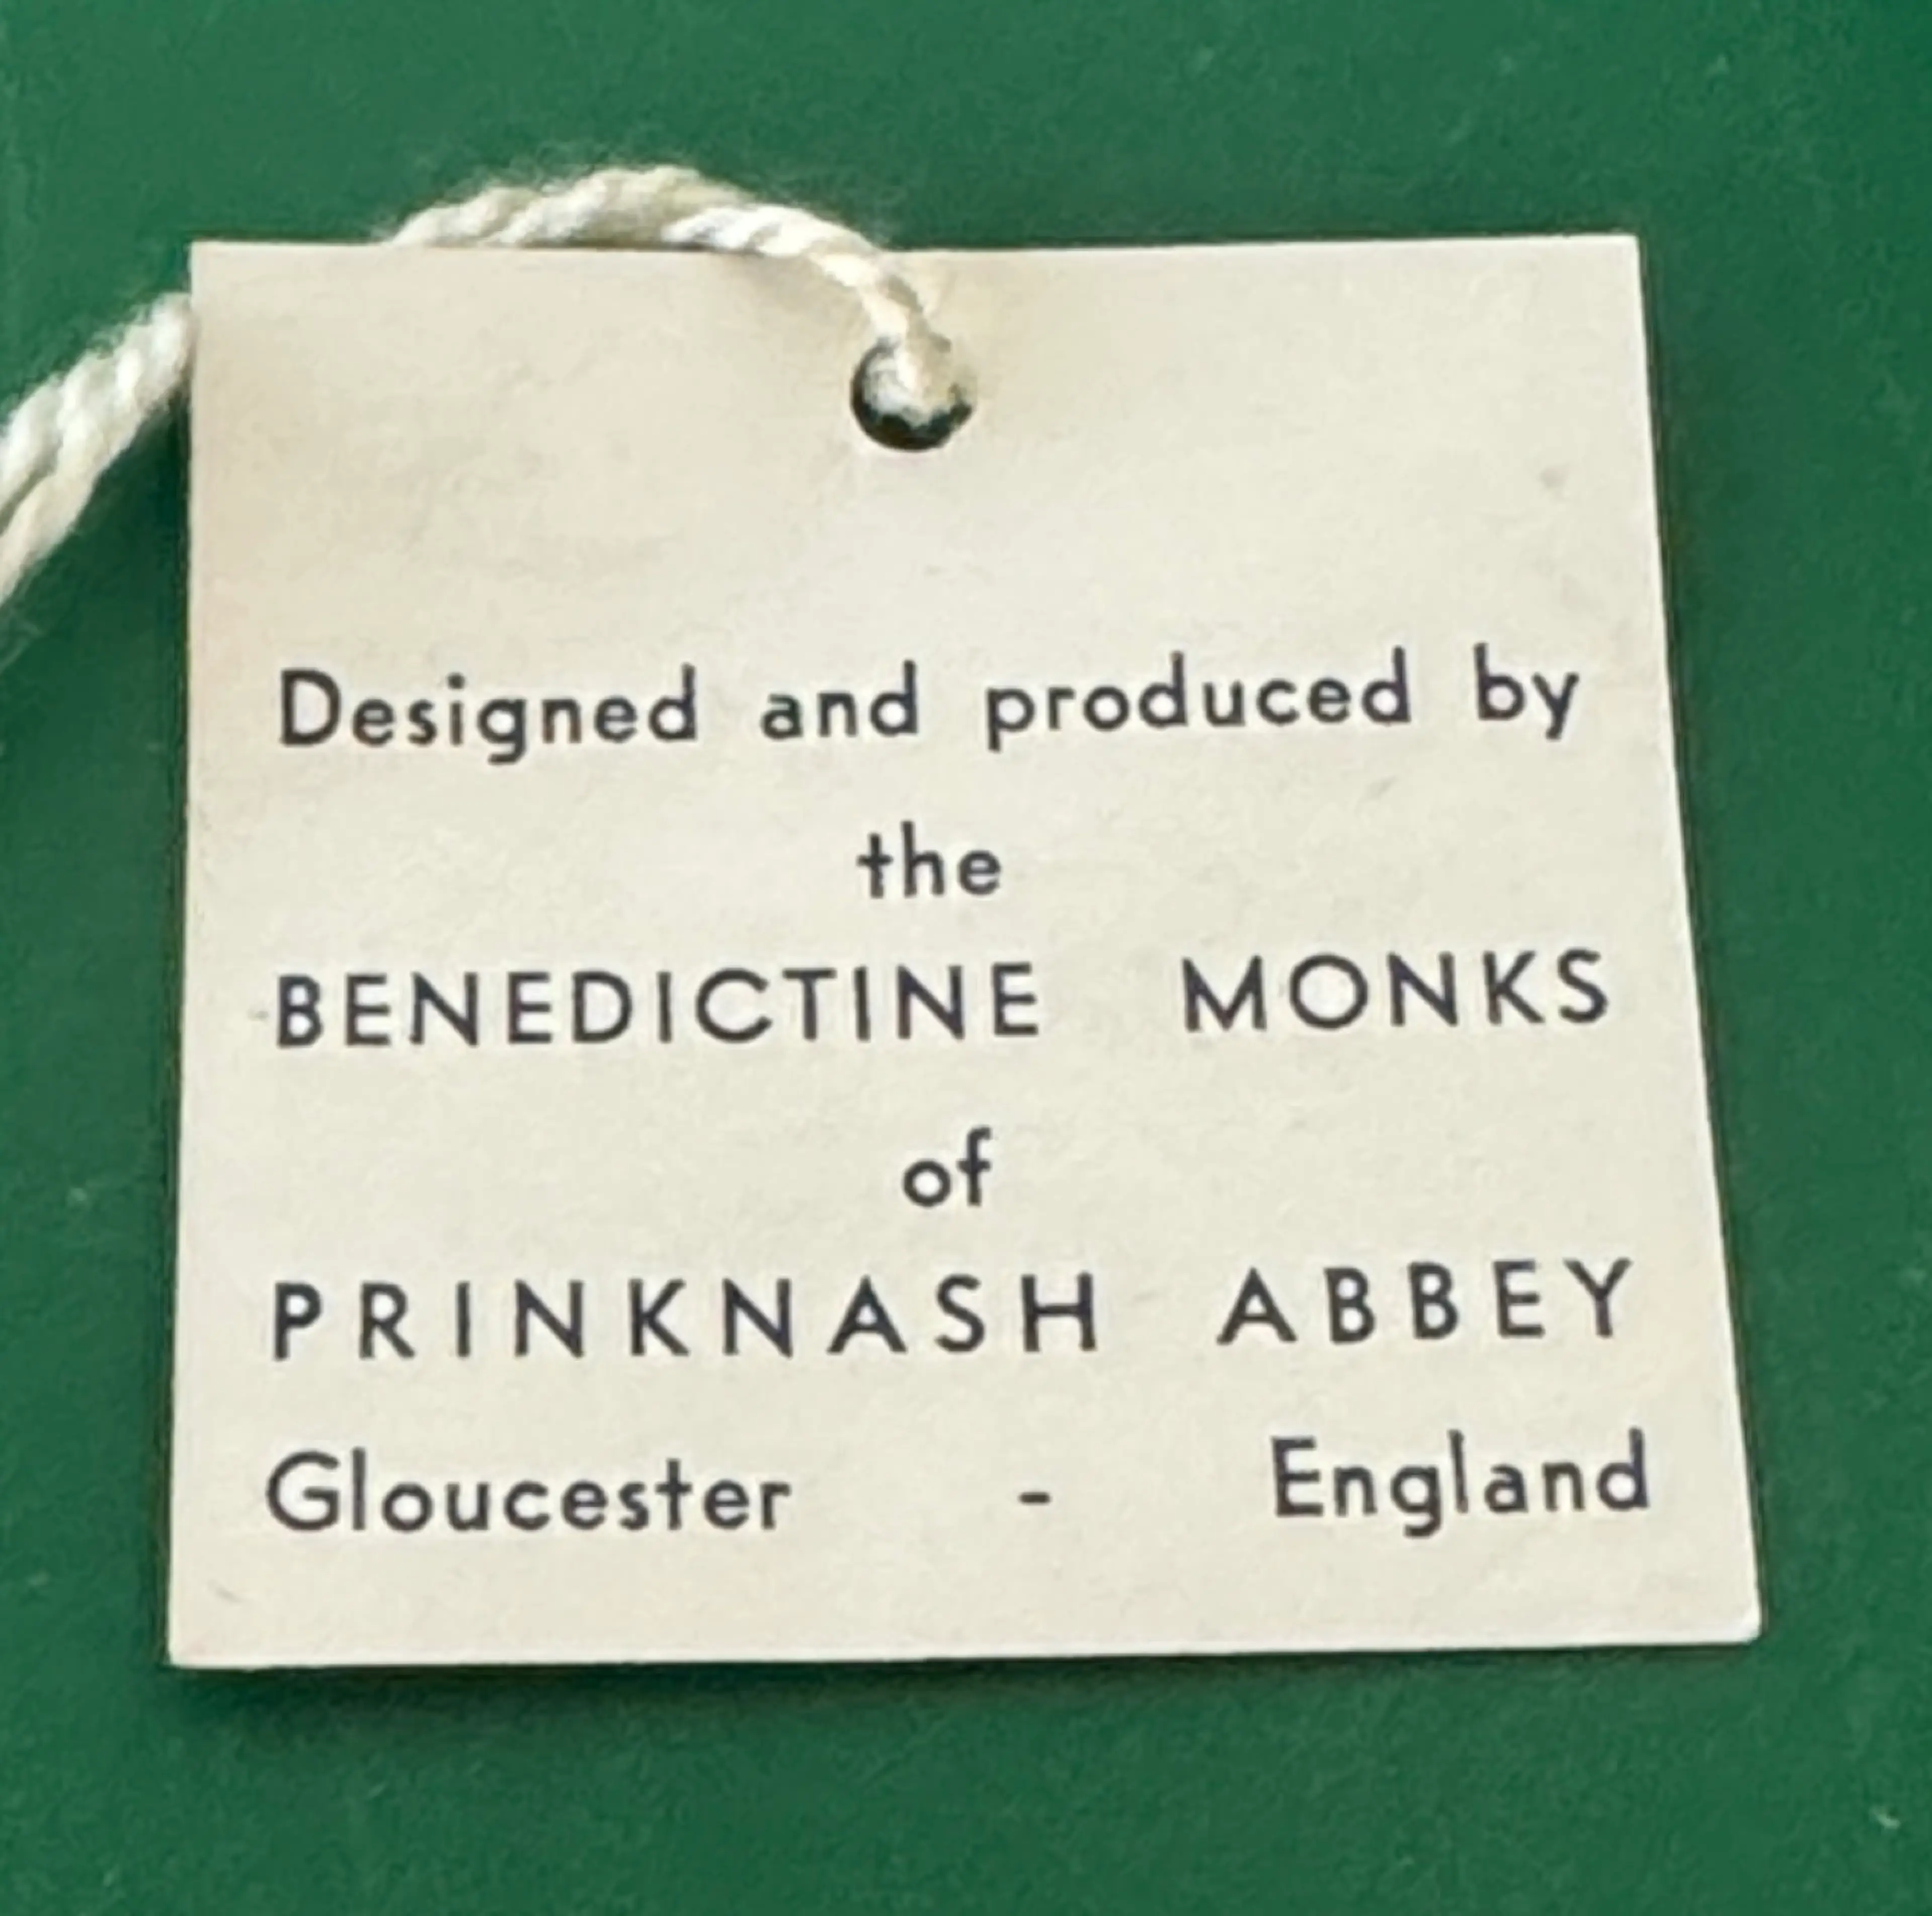 Designed and produced by
the
BENEDICTINE MONKS
of
PRINKNASH ABBEY
Gloucester - England